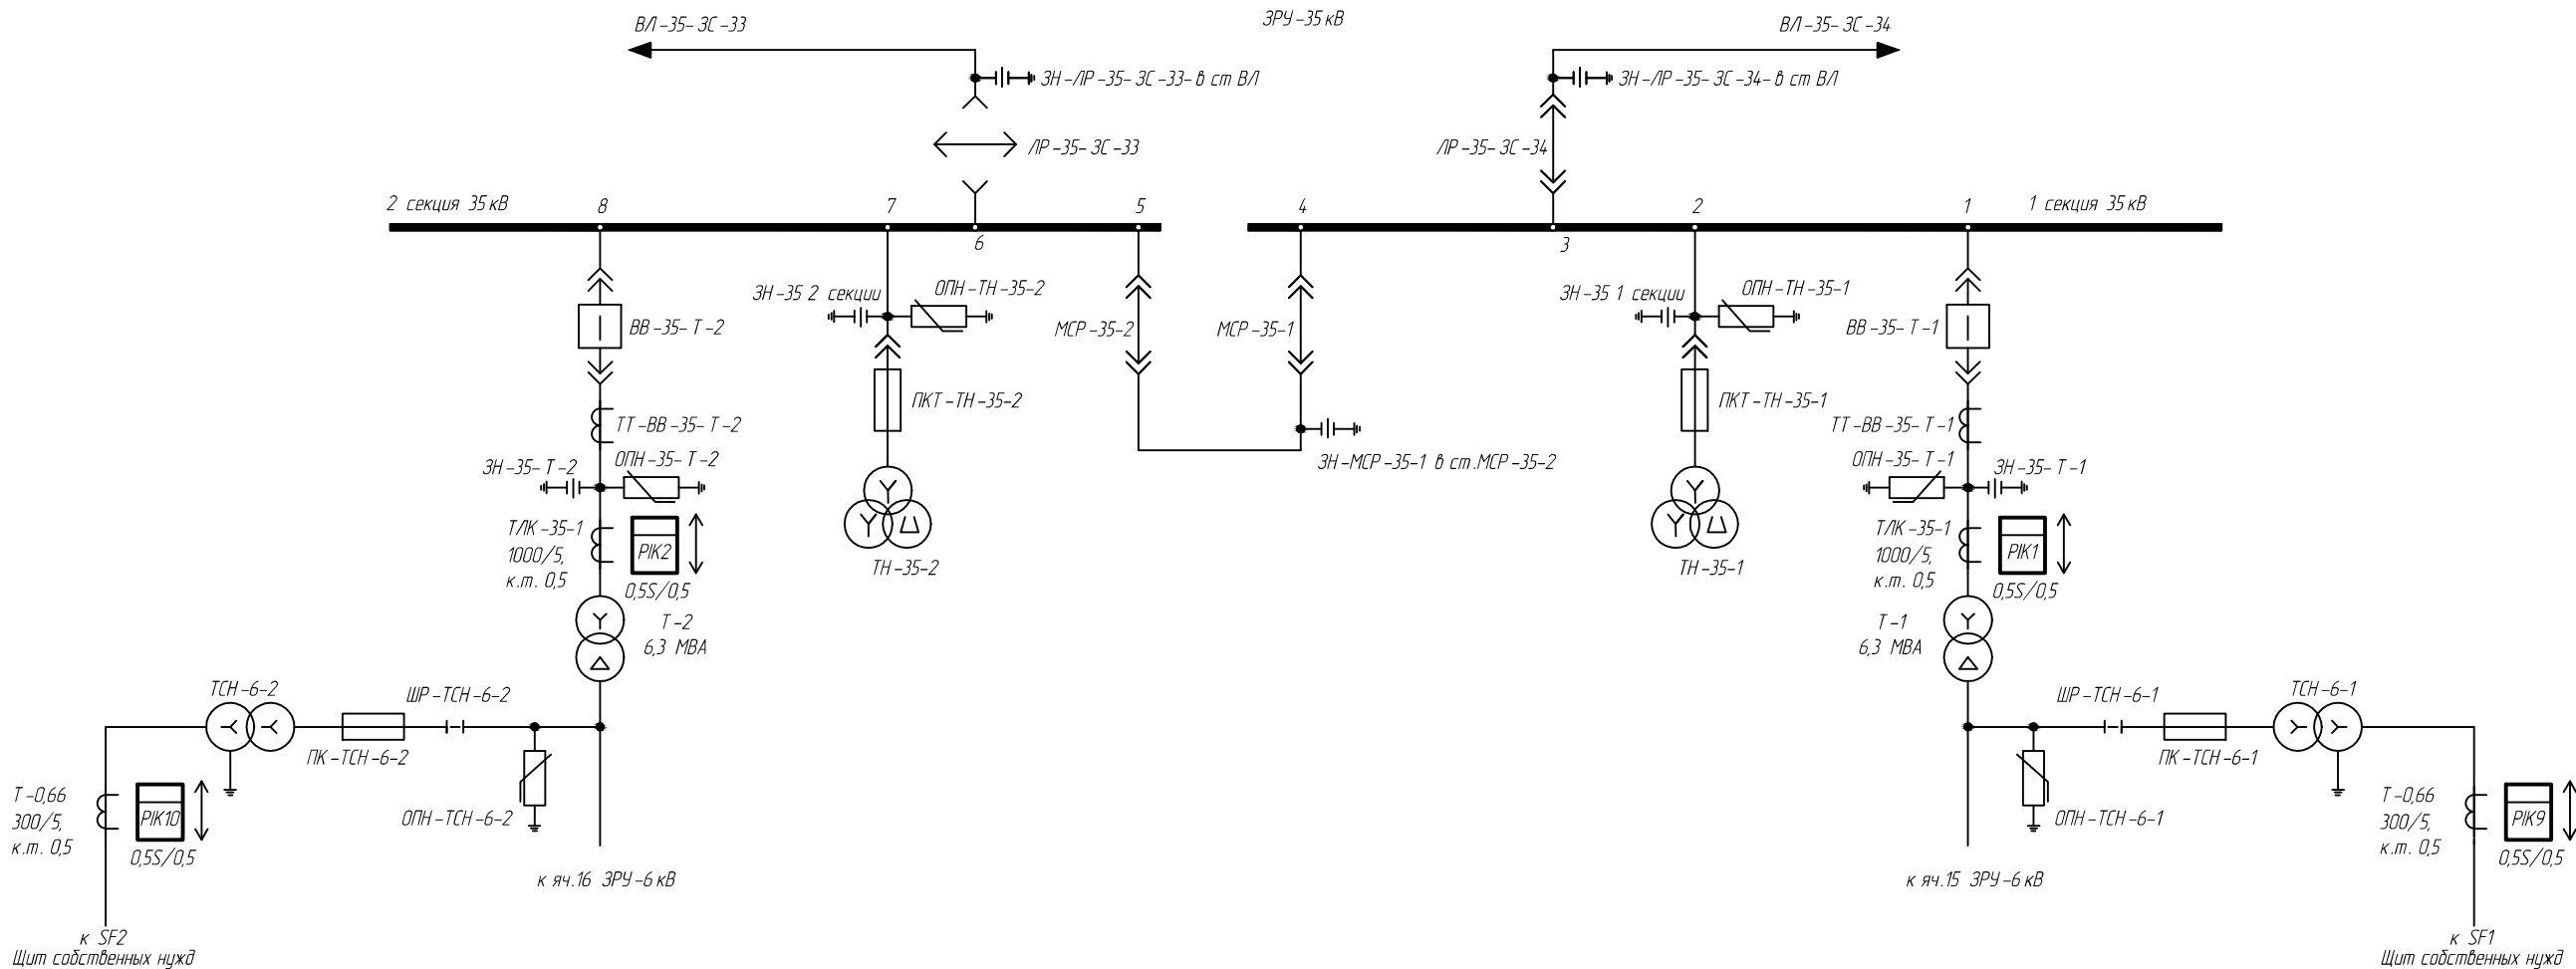 ЗРУ-35 кВ
ВЛ-35-ЗС-33
ВЛ-35-ЗС-34
ЗН-ЛР-35-ЗС-33-в ст ВЛ
ЗН-ЛР-35-ЗС-34-в ст ВЛ
ЛР-35-ЗС-33
ЛР-35-ЗС-34
2 секция 35 кВ
8
7
6
5
4
3
2
1
1 секция 35 кВ
ВВ-35-Т-2
ЗН-35 2 секции
ОПН-ТН-35-2
МСР-35-2
МСР-35-1
ЗН-35 1 секции
ОПН-ТН-35-1
ВВ-35-Т-1
ПКТ-ТН-35-2
ПКТ-ТН-35-1
ТТ-ВВ-35-Т-2
ТТ-ВВ-35-Т-1
ЗН-35-Т-2
ОПН-35-Т-2
ЗН-МСР-35-1 в ст.МСР-35-2
ОПН-35-Т-1
ЗН-35-Т-1
ТЛК-35-1
1000/5,
к.т. 0,5
PIK2
0,5S/0,5
ТН-35-2
ТН-35-1
ТЛК-35-1
1000/5,
к.т. 0,5
PIK1
0,5S/0,5
Т-2
6,3 МВА
Т-1
6,3 МВА
ТСН-6-2
ШР-ТСН-6-2
ПК-ТСН-6-2
ОПН-ТСН-6-2
ШР-ТСН-6-1
ТСН-6-1
ПК-ТСН-6-1
ОПН-ТСН-6-1
Т-0,66
300/5,
к.т. 0,5
PIK10
0,5S/0,5
Т-0,66
300/5,
к.т. 0,5
PIK9
0,5S/0,5
к яч.16 ЗРУ-6 кВ
к яч.15 ЗРУ-6 кВ
к SF2
Щит собственных нужд
к SF1
Щит собственных нужд